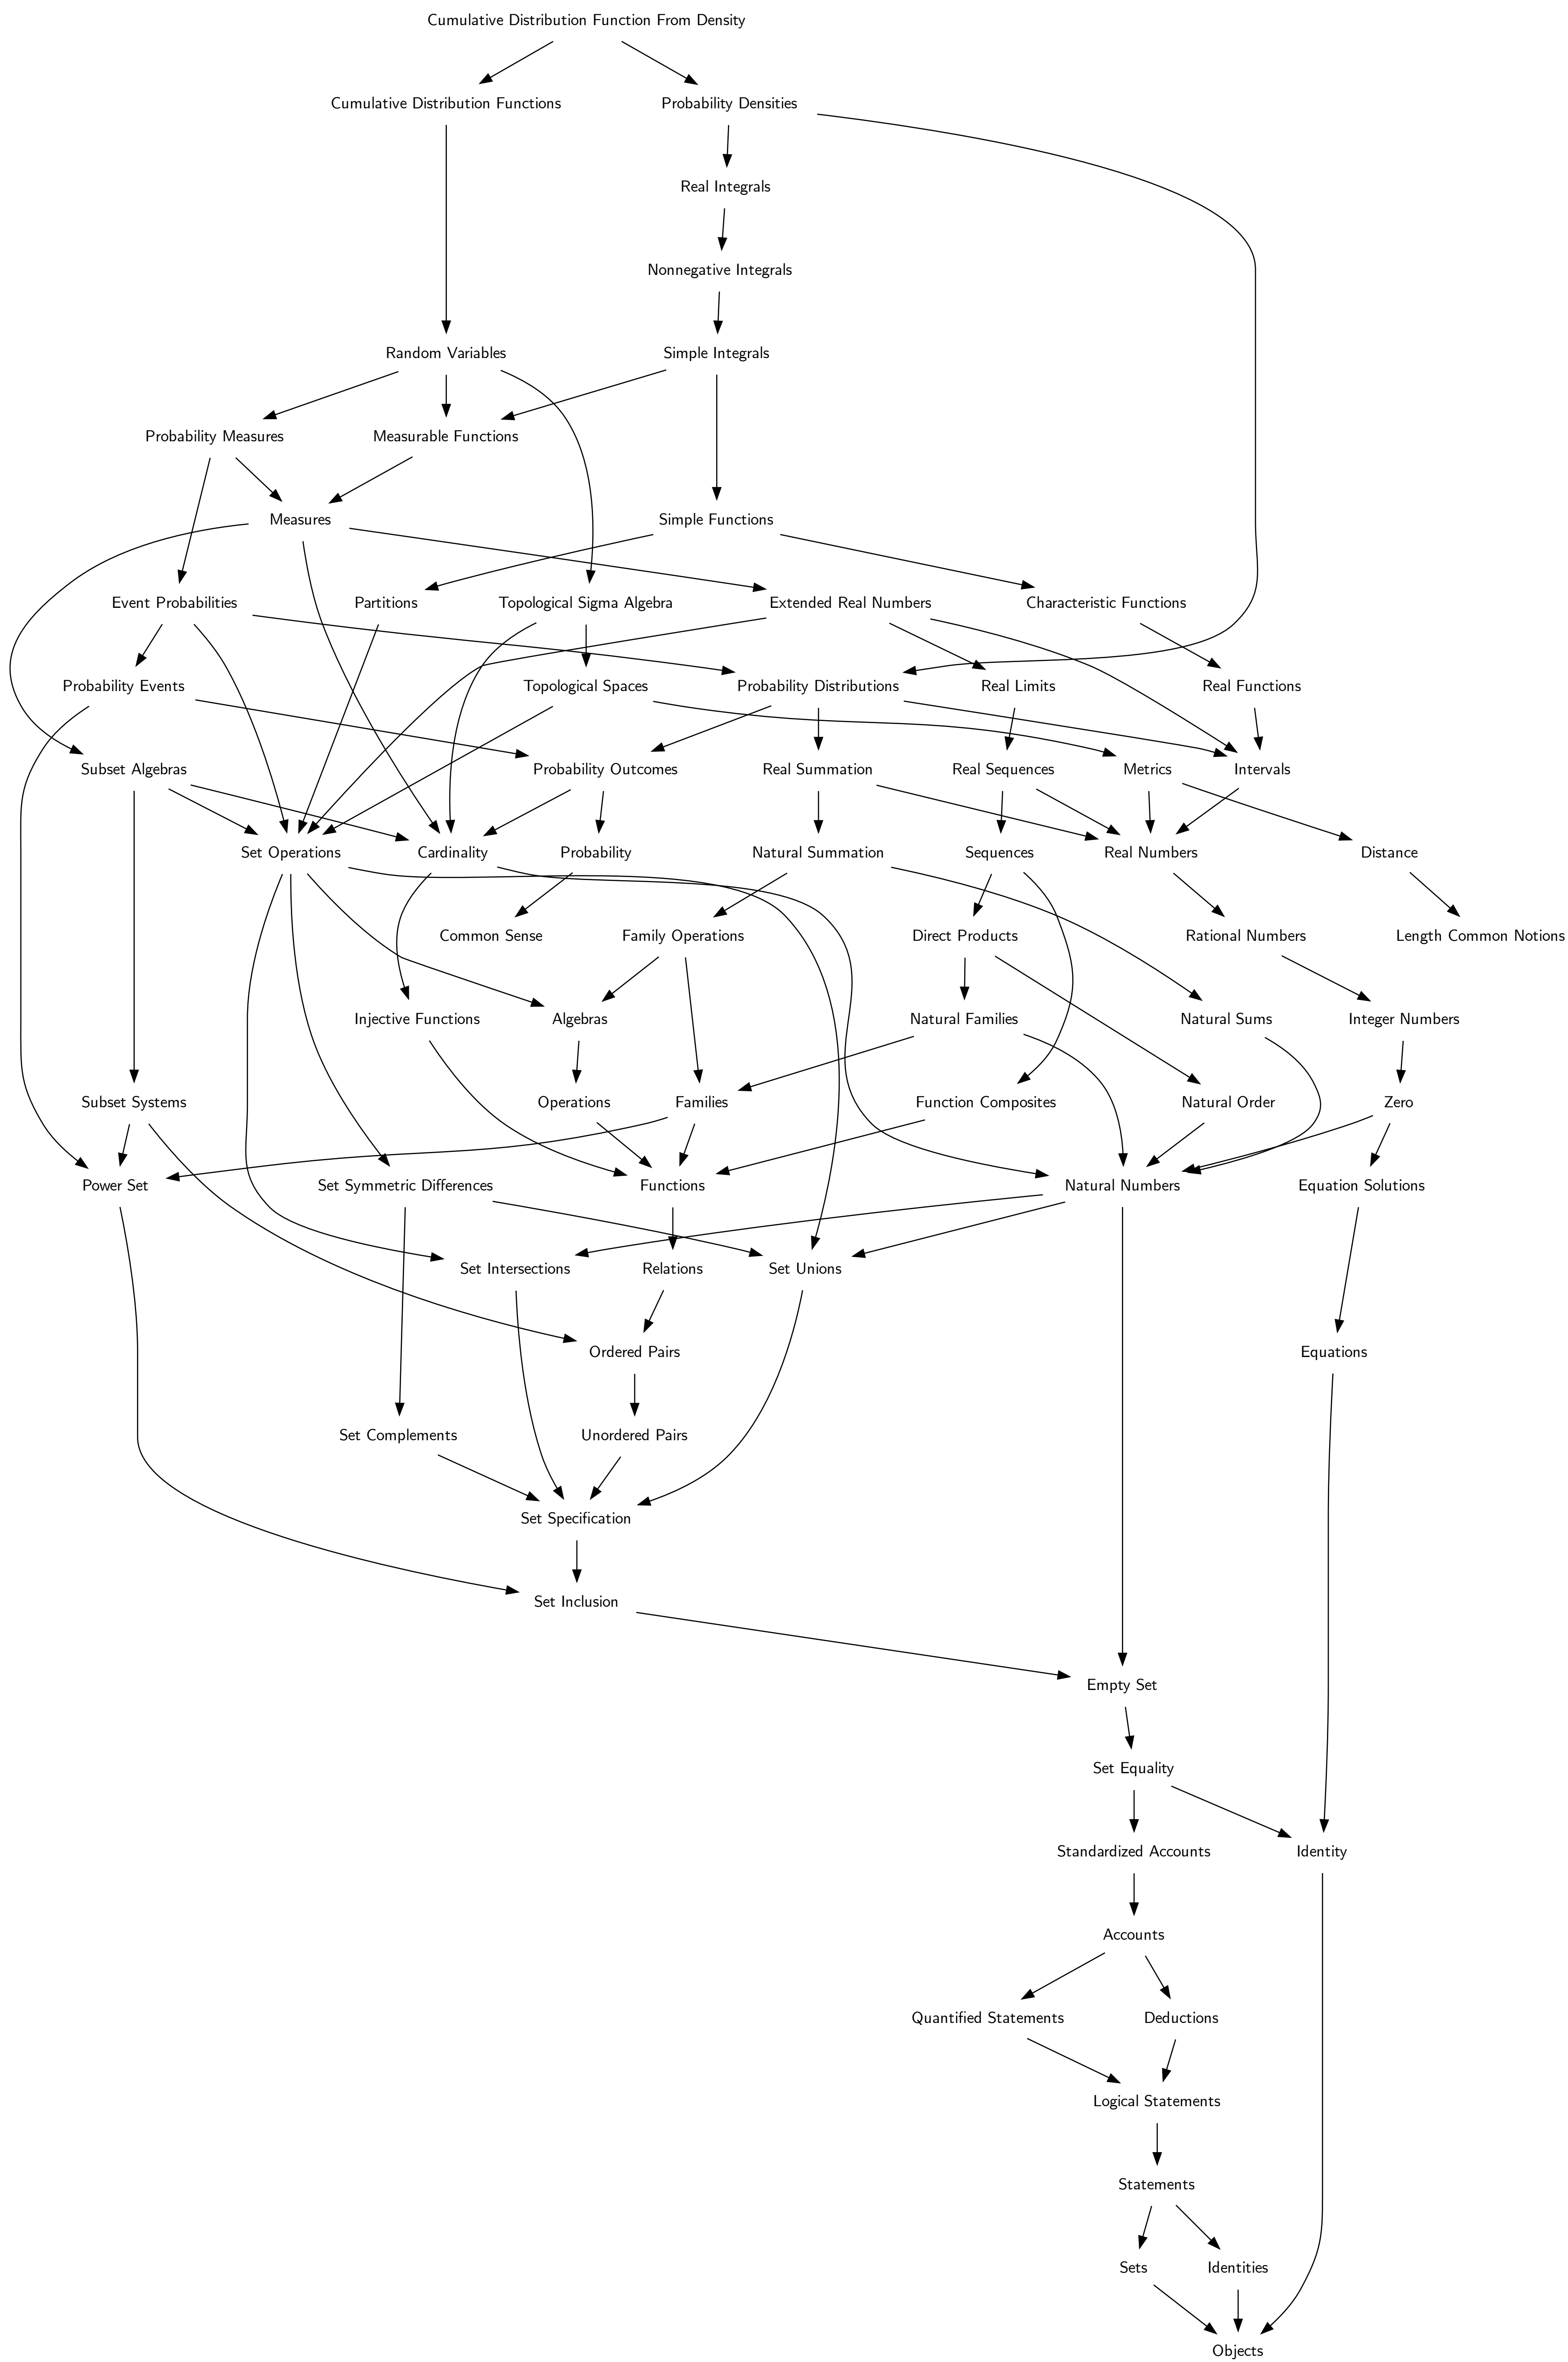 Cumulative Distribution Function From Density
Cumulative Distribution Functions
Probability Densities
Real Integrals
Nonnegative Integrals
Random Variables
Simple Integrals
Probability Measures
Measurable Functions
Measures
Simple Functions
Event Probabilities
Partitions
Topological Sigma Algebra
Extended Real Numbers
Characteristic Functions
Probability Events
Topological Spaces
Probability Distributions
Real Limits
Real Functions
Subset Algebras
Probability Outcomes
Real Summation
Real Sequences
Metrics
Intervals
Set Operations
Cardinality
Probability
Natural Summation
Sequences
Real Numbers
Distance
Common Sense
Family Operations
Direct Products
Rational Numbers
Length Common Notions
Injective Functions
Algebras
Natural Families
Natural Sums
Integer Numbers
Subset Systems
Operations
Families
Function Composites
Natural Order
Zero
Power Set
Set Symmetric Differences
Functions
Natural Numbers
Equation Solutions
Set Intersections
Relations
Set Unions
Ordered Pairs
Equations
Set Complements
Unordered Pairs
Set Specification
Set Inclusion
Empty Set
Set Equality
Standardized Accounts
Identity
Accounts
Quantified Statements
Deductions
Logical Statements
Statements
Sets
Identities
Objects